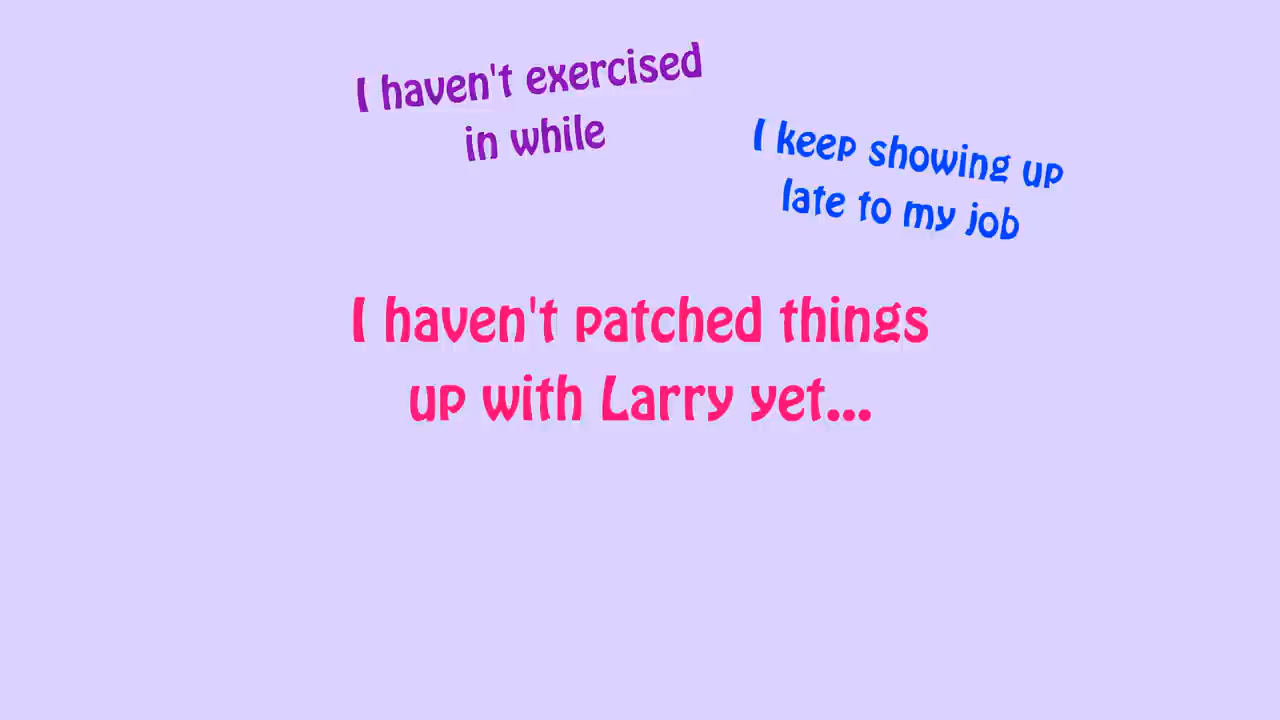 I haven't exercised
in while
I keep showing up
late to my job
I haven't patched things
up with Larry yet...